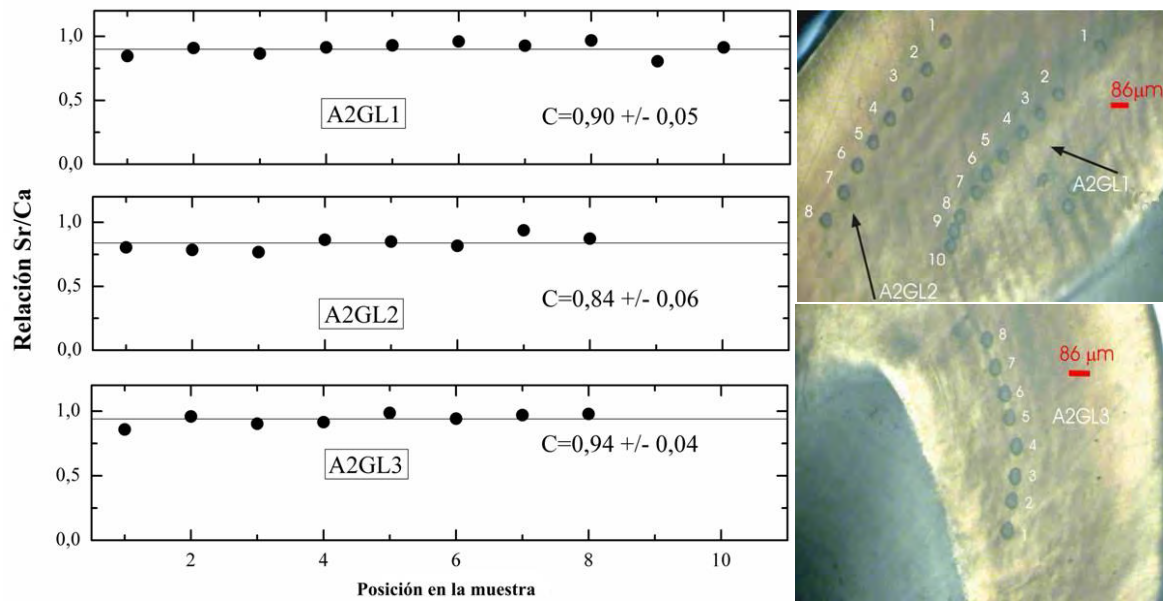 Relación Sr/Ca
1,0
0,5
0,0
A2GL1
C=0,90 +/- 0,05
1,0
0,5
0,0
A2GL2
C=0,84 +/- 0,06
1,0
0,5
0,0
A2GL3
C=0,94 +/- 0,04
2 4 6 8 10
Posición en la muestra
1
2
3
4
5
6
7
8
A2GL2
1
2
3
4
5
6
7
8
9
10
A2GL1
86µm
8
7
6
5
4
3
2
1
A2GL3
86 µm